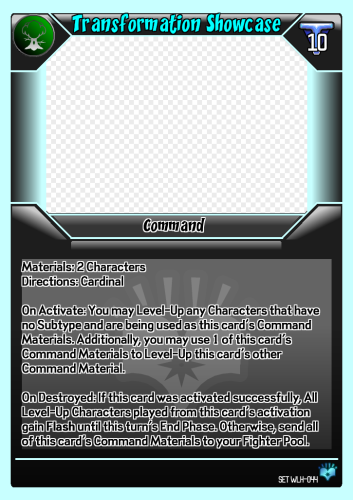 Transformation Showcase
10
Command
Materials: 2 Characters
Directions: Cardinal
On Activate: You may Level-Up any Characters that have
no Subtype and are being used as this card's Command
Materials. Additionally, you may use 1 of this card's
Command Materials to Level-Up this card's other
Command Material.
On Destroyed: If this card was activated successfully, All
Level-Up Characters played from this card's activation
gain Flash until this turn's End Phase. Otherwise, send all
of this card's Command Materials to your Fighter Pool.
SET WLH-044